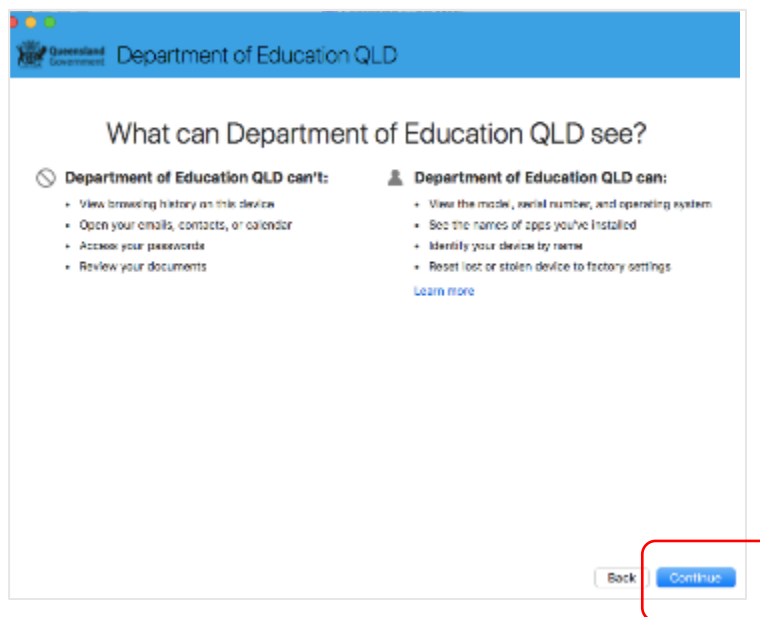 Queensland
Government
Department of Education QLD
What can Department of Education QLD see?
Department of Education QLD can't:
• View browsing history on this device
• Open your emails, contacts, or calendar
• Access your passwords
• Review your documents
Department of Education QLD can:
• View the model, serial number, and operating system
• See the names of apps you've installed
• Identify your device by name
• Reset lost or stolen device to factory settings
Learn more
Back
Continue